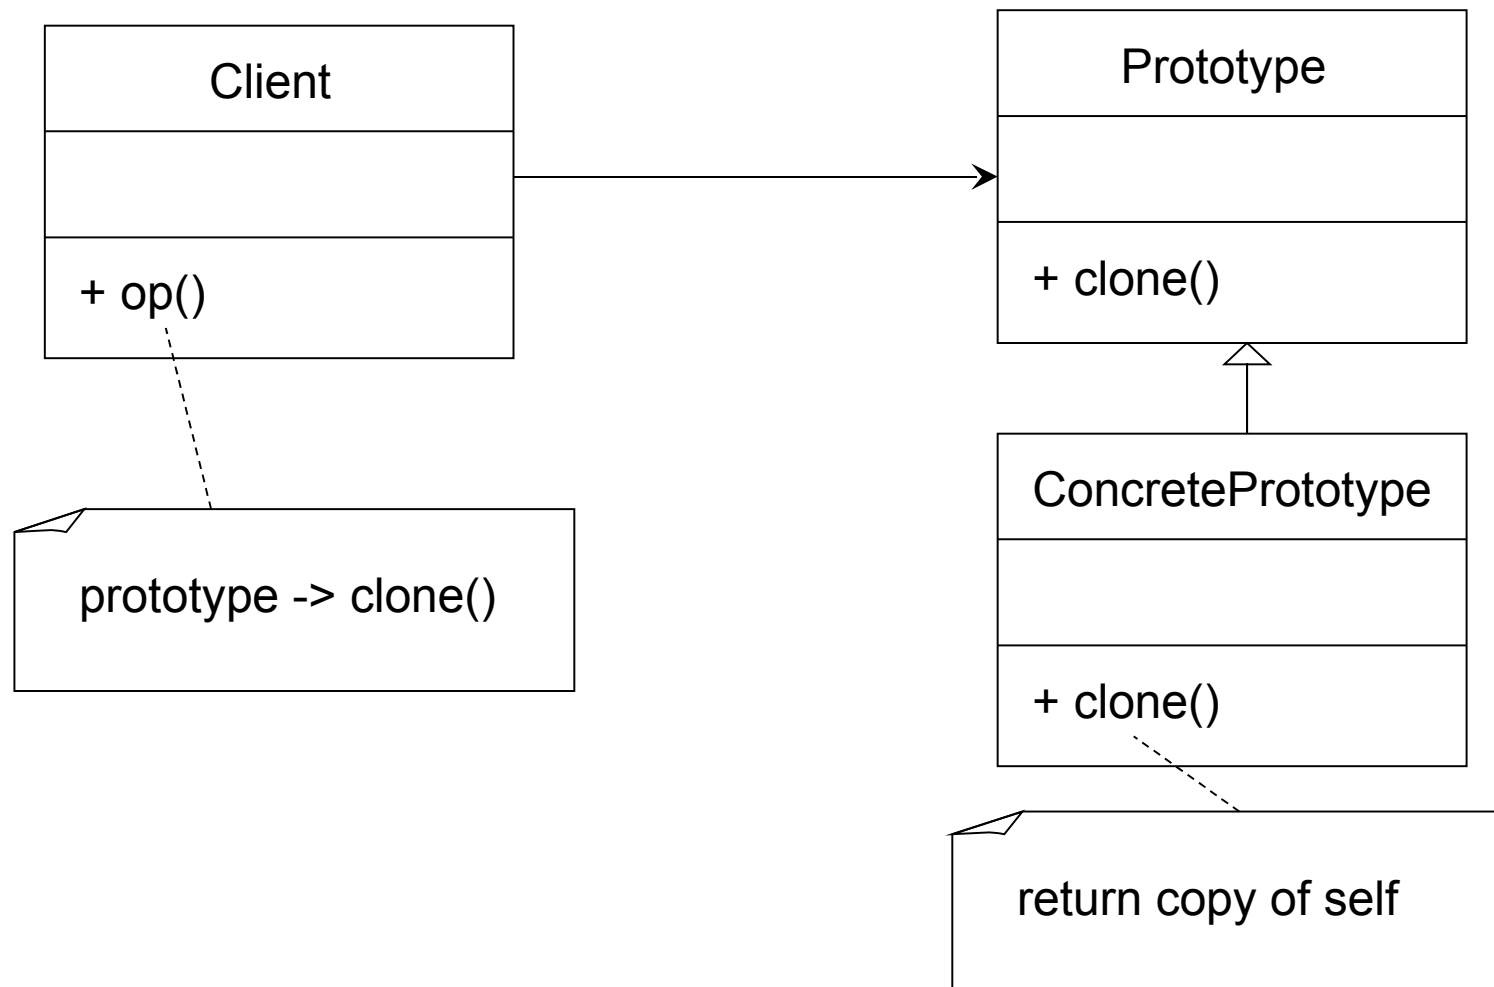 Client
+ op()
prototype -> clone()
Prototype
+ clone()
ConcretePrototype
+ clone()
return copy of self